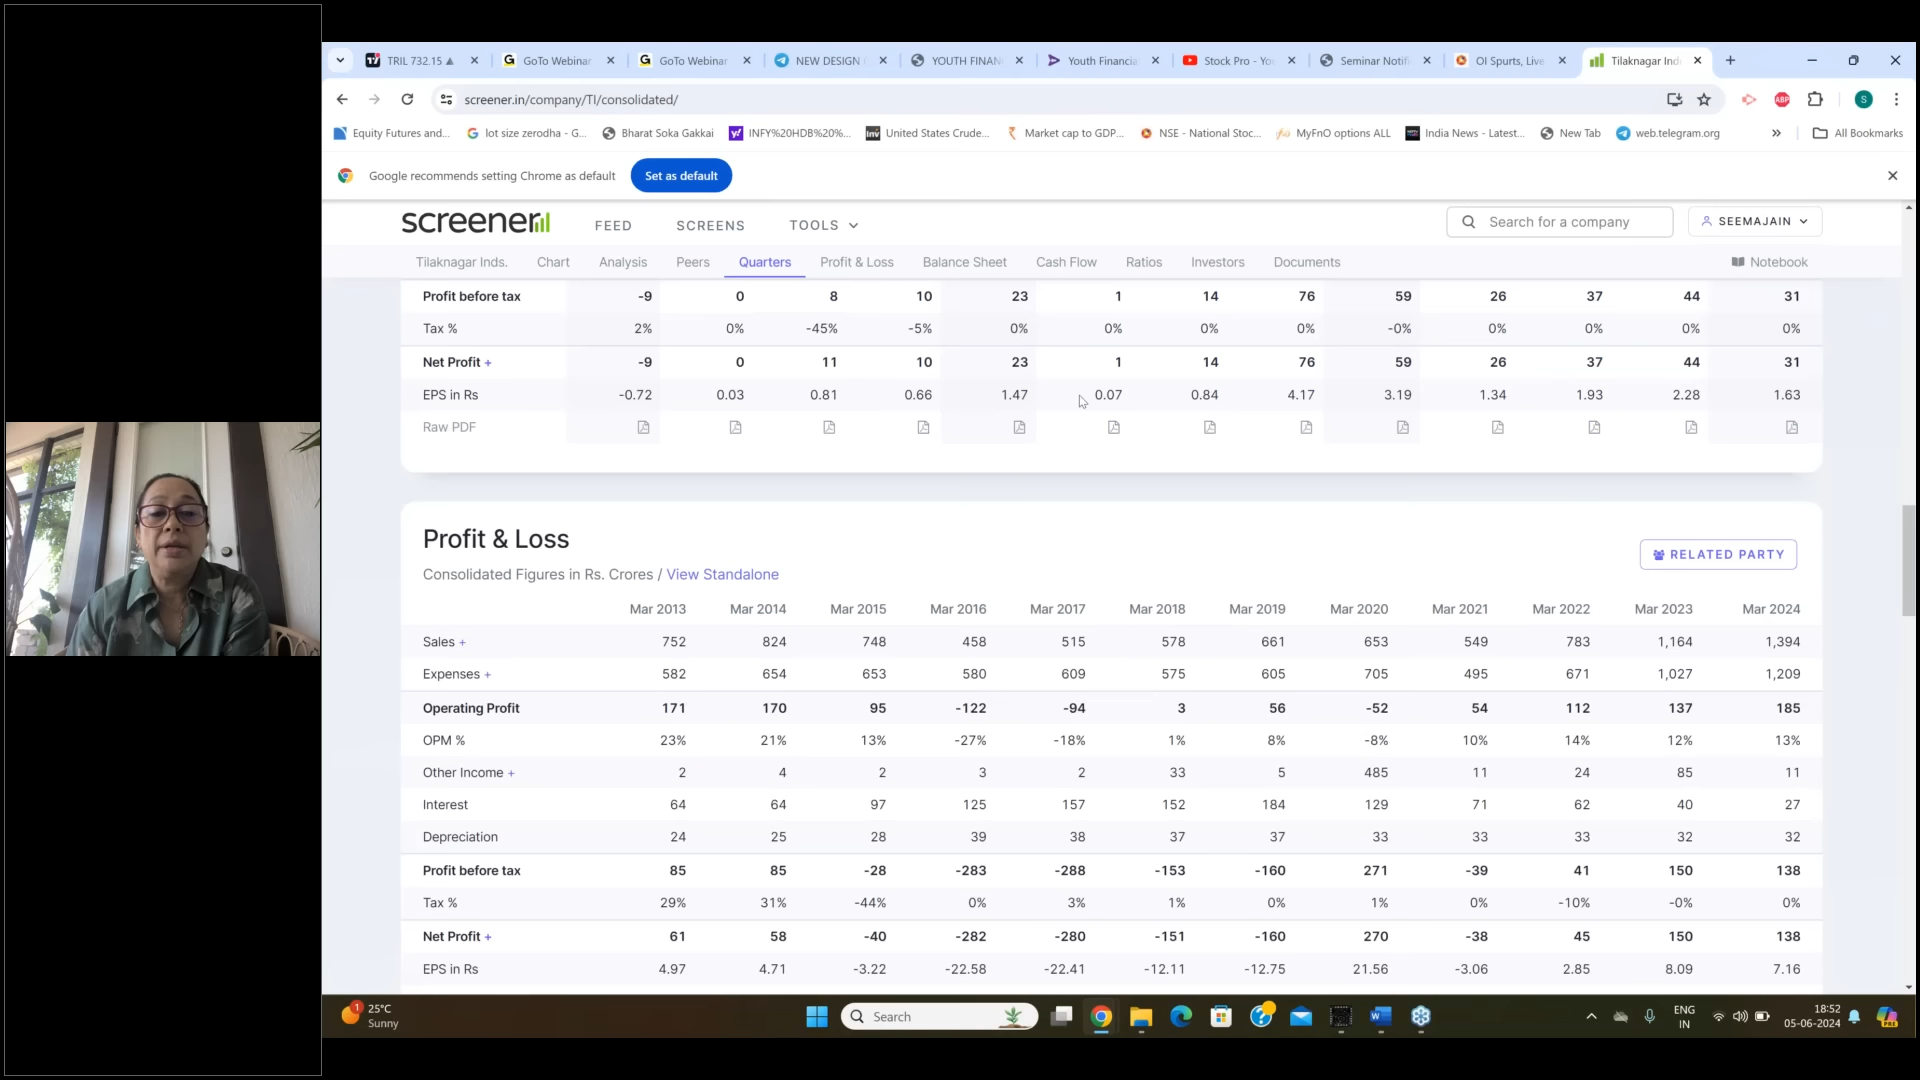 TRIL 732.15 ▲
GoTo Webinar
GoTo Webinar
NEW DESIGN
YOUTH FINAN
Youth Financia
Stock Pro - Yo
Seminar Notifi
OI Spurts, Live
Tilaknagar Ind
screener.in/company/TI/consolidated/
ABP
S
Equity Futures and...
lot size zerodha - G...
Bharat Soka Gakkai
INFY%20HDB%20%...
United States Crude...
Market cap to GDP...
NSE - National Stoc...
MyFnO options ALL
India News - Latest...
New Tab
web.telegram.org
»
All Bookmarks
Google recommends setting Chrome as default
Set as default
screener
FEED
SCREENS
TOOLS
Search for a company
SEEMAJAIN
Tilaknagar Inds.
Chart
Analysis
Peers
Quarters
Profit & Loss
Balance Sheet
Cash Flow
Ratios
Investors
Documents
Notebook
Profit before tax -9 0 8 10 23 1 14 76 59 26 37 44 31
Tax % 2% 0% -45% -5% 0% 0% 0% 0% -0% 0% 0% 0% 0%
Net Profit + -9 0 11 10 23 1 14 76 59 26 37 44 31
EPS in Rs -0.72 0.03 0.81 0.66 1.47 0.07 0.84 4.17 3.19 1.34 1.93 2.28 1.63
Raw PDF
Profit & Loss
RELATED PARTY
Consolidated Figures in Rs. Crores / View Standalone
Mar 2013 Mar 2014 Mar 2015 Mar 2016 Mar 2017 Mar 2018 Mar 2019 Mar 2020 Mar 2021 Mar 2022 Mar 2023 Mar 2024
Sales + 752 824 748 458 515 578 661 653 549 783 1,164 1,394
Expenses + 582 654 653 580 609 575 605 705 495 671 1,027 1,209
Operating Profit 171 170 95 -122 -94 3 56 -52 54 112 137 185
OPM % 23% 21% 13% -27% -18% 1% 8% -8% 10% 14% 12% 13%
Other Income + 2 4 2 3 2 33 5 485 11 24 85 11
Interest 64 64 97 125 157 152 184 129 71 62 40 27
Depreciation 24 25 28 39 38 37 37 33 33 33 32 32
Profit before tax 85 85 -28 -283 -288 -153 -160 271 -39 41 150 138
Tax % 29% 31% -44% 0% 3% 1% 0% 1% 0% -10% -0% 0%
Net Profit + 61 58 -40 -282 -280 -151 -160 270 -38 45 150 138
EPS in Rs 4.97 4.71 -3.22 -22.58 -22.41 -12.11 -12.75 21.56 -3.06 2.85 8.09 7.16
1
25°C
Sunny
Search
ENG
IN
18:52
05-06-2024